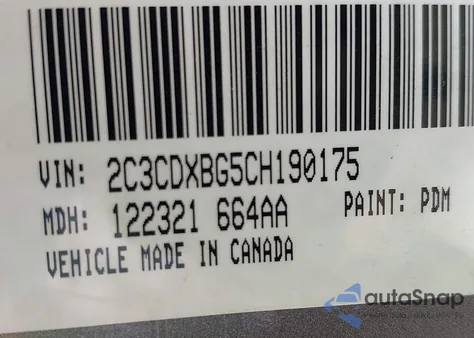 VIN: 2C3CDXBG5CH190175
MDH: 122321 664AA PAINT: PDM
VEHICLE MADE IN CANADA
autoSnap